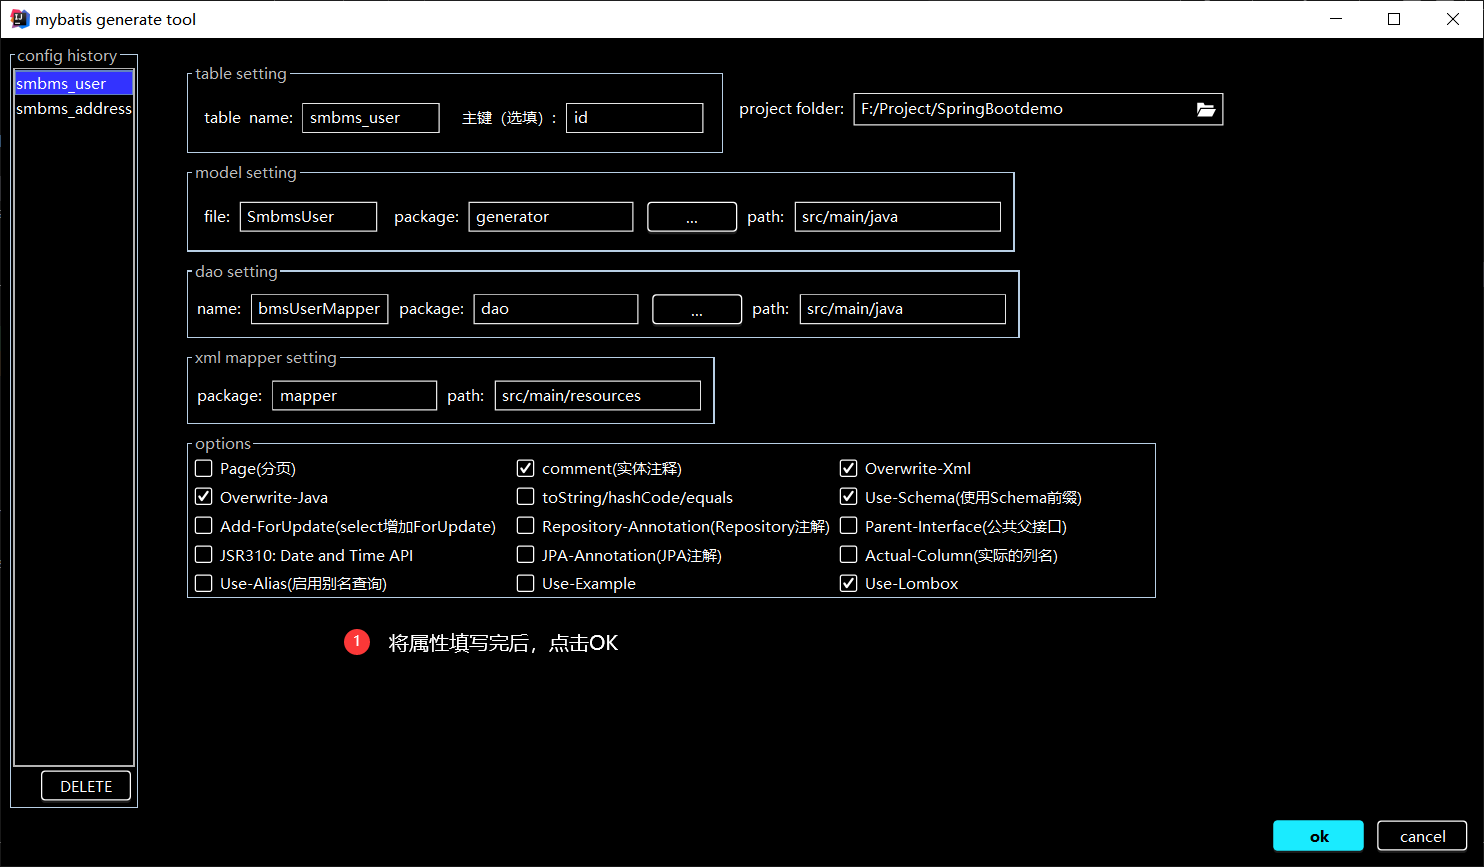 mybatis generate tool
config history
smbms_user
smbms_address
DELETE
table setting
table name: smbms_user 主键（选填）: id
project folder: F:/Project/SpringBootdemo
model setting
file: SmbmsUser package: generator ... path: src/main/java
dao setting
name: bmsUserMapper package: dao ... path: src/main/java
xml mapper setting
package: mapper path: src/main/resources
options
Page(分页) comment(实体注释) Overwrite-Xml
Overwrite-Java toString/hashCode/equals Use-Schema(使用Schema前缀)
Add-ForUpdate(select增加ForUpdate) Repository-Annotation(Repository注解) Parent-Interface(公共父接口)
JSR310: Date and Time API JPA-Annotation(JPA注解) Actual-Column(实际的列名)
Use-Alias(启用别名查询) Use-Example Use-Lombox
1 将属性填写完后，点击OK
ok cancel